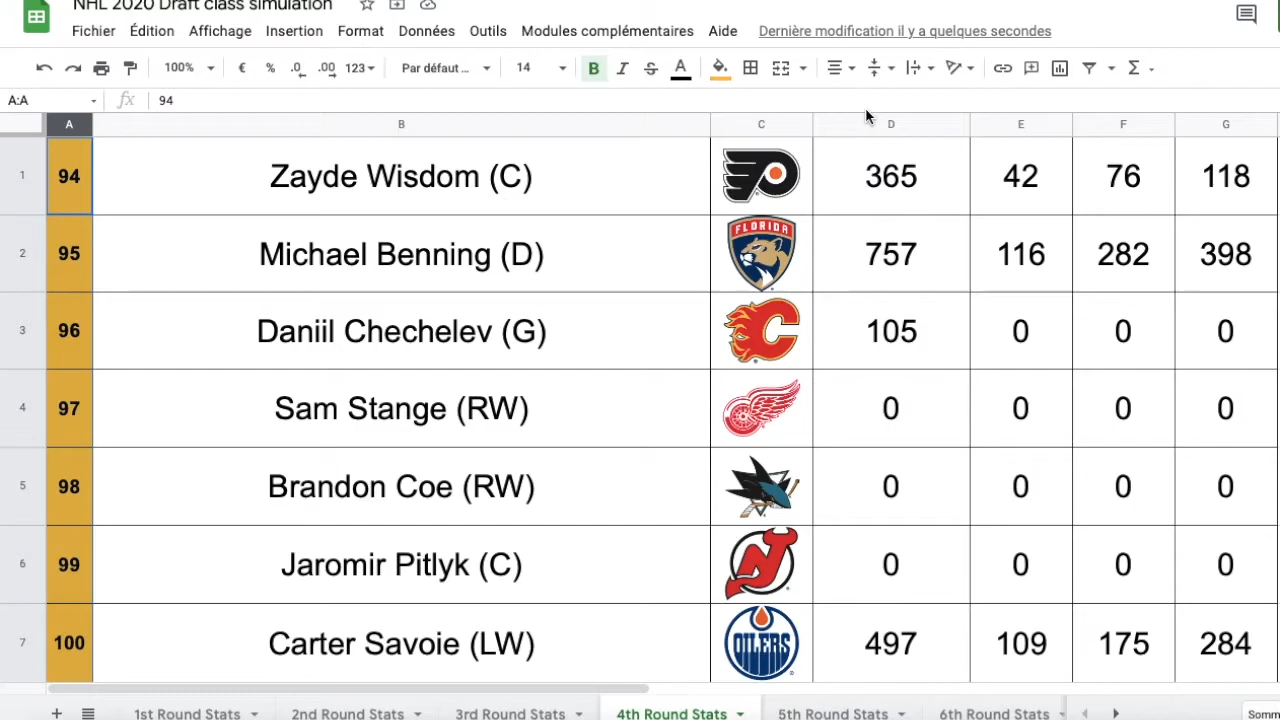 NHL 2020 Draft class simulation
Fichier Édition Affichage Insertion Format Données Outils Modules complémentaires Aide Dernière modification il y a quelques secondes
100% € % .0 .00 123 Par défaut ... 14 B I S A Σ
A:A fx 94
A B C D E F G
1 94 Zayde Wisdom (C) 365 42 76 118
2 95 Michael Benning (D) FLORIDA 757 116 282 398
3 96 Daniil Chechelev (G) 105 0 0 0
4 97 Sam Stange (RW) 0 0 0 0
5 98 Brandon Coe (RW) 0 0 0 0
6 99 Jaromir Pitlyk (C) 0 0 0 0
7 100 Carter Savoie (LW) OILERS 497 109 175 284
1st Round Stats 2nd Round Stats 3rd Round Stats 4th Round Stats 5th Round Stats 6th Round Stats